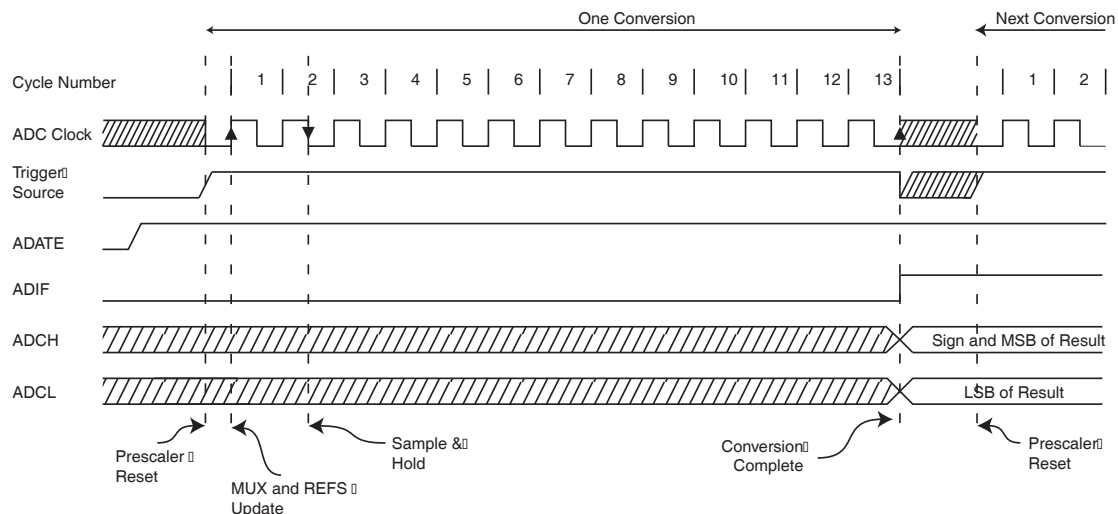 One Conversion
Next Conversion
Cycle Number
1 2 3 4 5 6 7 8 9 10 11 12 13 1 2
ADC Clock
Trigger
Source
ADATE
ADIF
ADCH
Sign and MSB of Result
ADCL
LSB of Result
Prescaler
Reset
MUX and REFS
Update
Sample &
Hold
Conversion
Complete
Prescaler
Reset